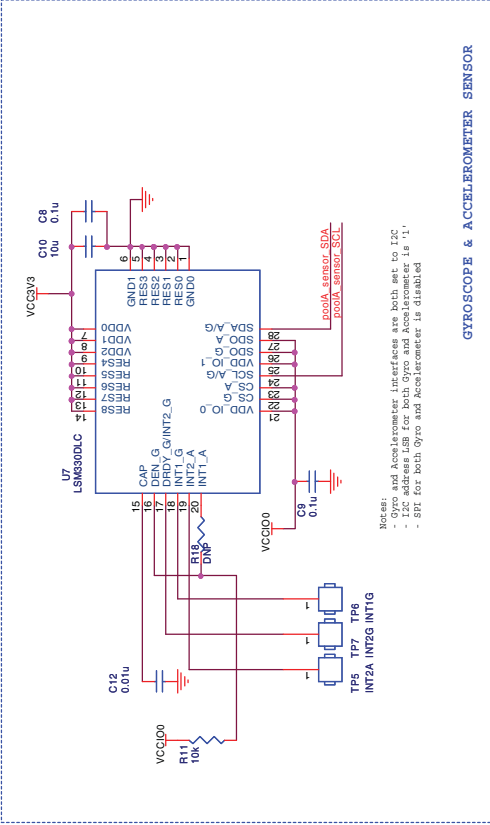 GYROSCOPE & ACCELEROMETER SENSOR
VCC3V3
C10
10u
C8
0.1u
U7
LSM330DLC
6
5
4
3
2
1
GND1
RES3
RES2
RES1
RES0
GND0
VDD0
VDD1
VDD2
RES4
RES5
RES6
RES7
RES8
7
8
9
10
11
12
13
14
SDA_A/G
SDO_A
SDO_G
VDD_IO_1
SCL_A/G
CS_A
CS_G
VDD_IO_0
28
27
26
25
24
23
22
21
poolA_sensor_SDA
poolA_sensor_SCL
CAP
DEN_G
DRDY_G/INT2_G
INT1_G
INT2_A
INT1_A
15
16
17
18
19
20
R18
DNP
VCCIO0
C9
0.1u
C12
0.01u
VCCIO0
R11
10k
1
1
1
TP5
INT2A
TP7
INT2G
TP6
INT1G
Notes:
- Gyro and Accelerometer interfaces are both set to I2C
- I2C address LSB for both Gyro and Accelerometer is '1'
- SPI for both Gyro and Accelerometer is disabled